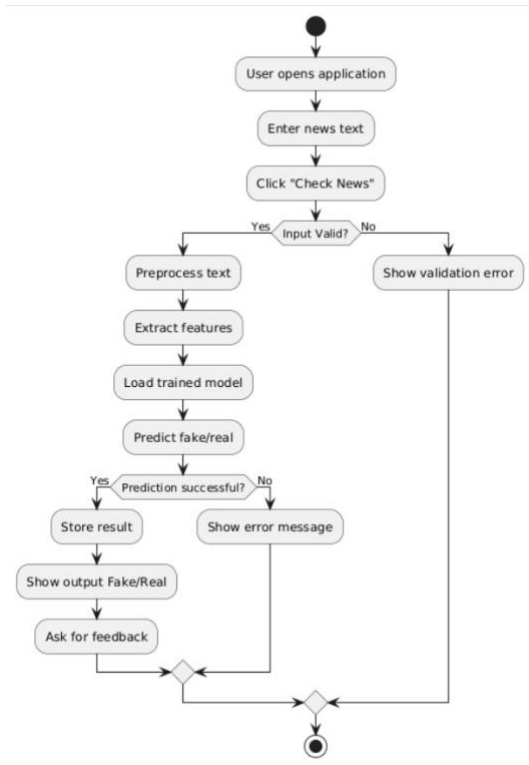 User opens application
Enter news text
Click "Check News"
Yes
Input Valid?
No
Preprocess text
Show validation error
Extract features
Load trained model
Predict fake/real
Yes
Prediction successful?
No
Store result
Show error message
Show output Fake/Real
Ask for feedback